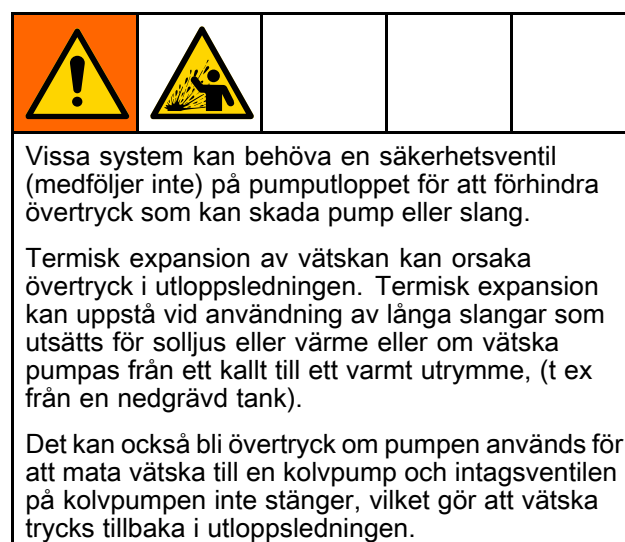 Vissa system kan behöva en säkerhetsventil
(medföljer inte) på pumputloppet för att förhindra
övertryck som kan skada pump eller slang.
Termisk expansion av vätskan kan orsaka
övertryck i utloppsledningen. Termisk expansion
kan uppstå vid användning av långa slangar som
utsätts för solljus eller värme eller om vätska
pumpas från ett kallt till ett varmt utrymme, (t ex
från en nedgrävd tank).
Det kan också bli övertryck om pumpen används för
att mata vätska till en kolvpump och intagsventilen
på kolvpumpen inte stänger, vilket gör att vätska
trycks tillbaka i utloppsledningen.